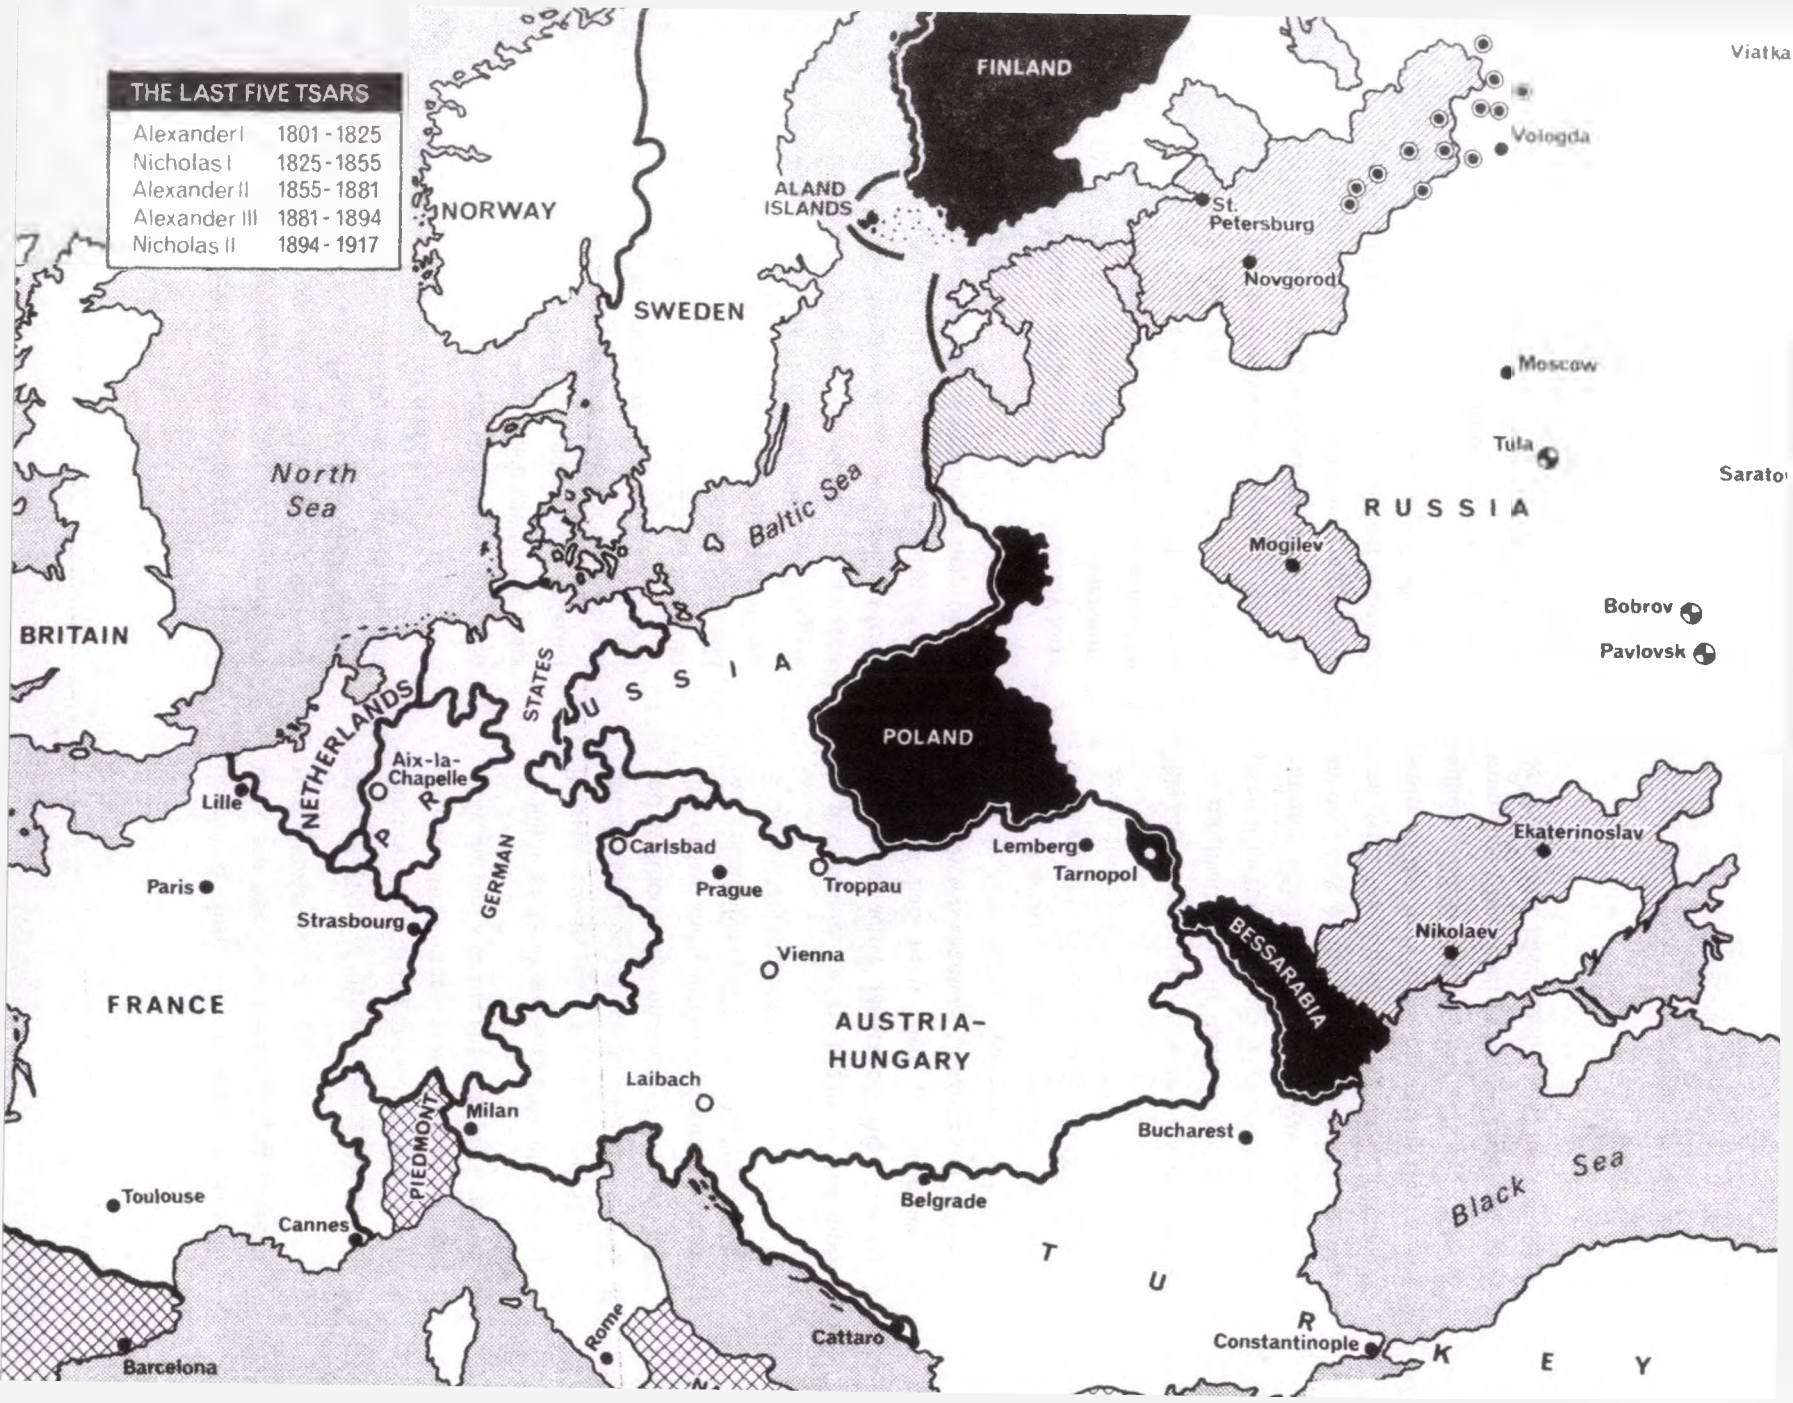 THE LAST FIVE TSARS
Alexander I 1801 - 1825
Nicholas I 1825 - 1855
Alexander II 1855 - 1881
Alexander III 1881 - 1894
Nicholas II 1894 - 1917
Viatka
FINLAND
Vologda
ALAND
ISLANDS
NORWAY
St.
Petersburg
Novgorod
SWEDEN
Moscow
Tula
North
Sea
Baltic Sea
Saratov
RUSSIA
Mogilev
Bobrov
Pavlovsk
BRITAIN
PRUSSIA
GERMAN STATES
NETHERLANDS
POLAND
Aix-la-
Chapelle
Lille
Ekaterinoslav
Carlsbad
Lemberg
Tarnopol
Prague
Troppau
Paris
Strasbourg
Nikolaev
BESSARABIA
Vienna
FRANCE
AUSTRIA-
HUNGARY
Laibach
PIEDMONT
Milan
Bucharest
Black Sea
Toulouse
Belgrade
Cannes
TURKEY
Rome
Cattaro
Constantinople
Barcelona